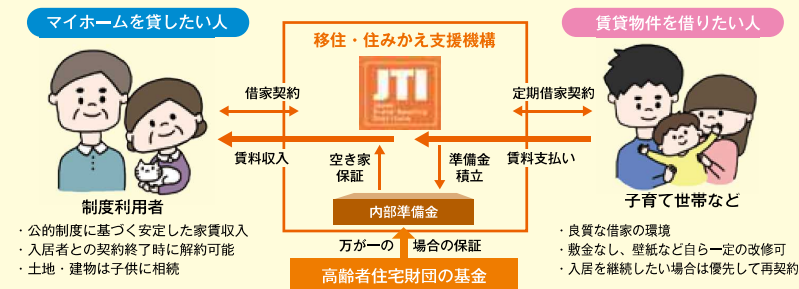 マイホームを貸したい人
移住・住みかえ支援機構
賃貸物件を借りたい人
JTI
借家契約
定期借家契約
賃料収入
空き家
保証
準備金
積立
賃料支払い
制度利用者
内部準備金
子育て世帯など
・公的制度に基づく安定した家賃収入
・入居者との契約終了時に解約可能
・土地・建物は子供に相続
万が一の 場合の保証
高齢者住宅財団の基金
・良質な借家の環境
・敷金なし、壁紙など自ら一定の改修可
・入居を継続したい場合は優先して再契約